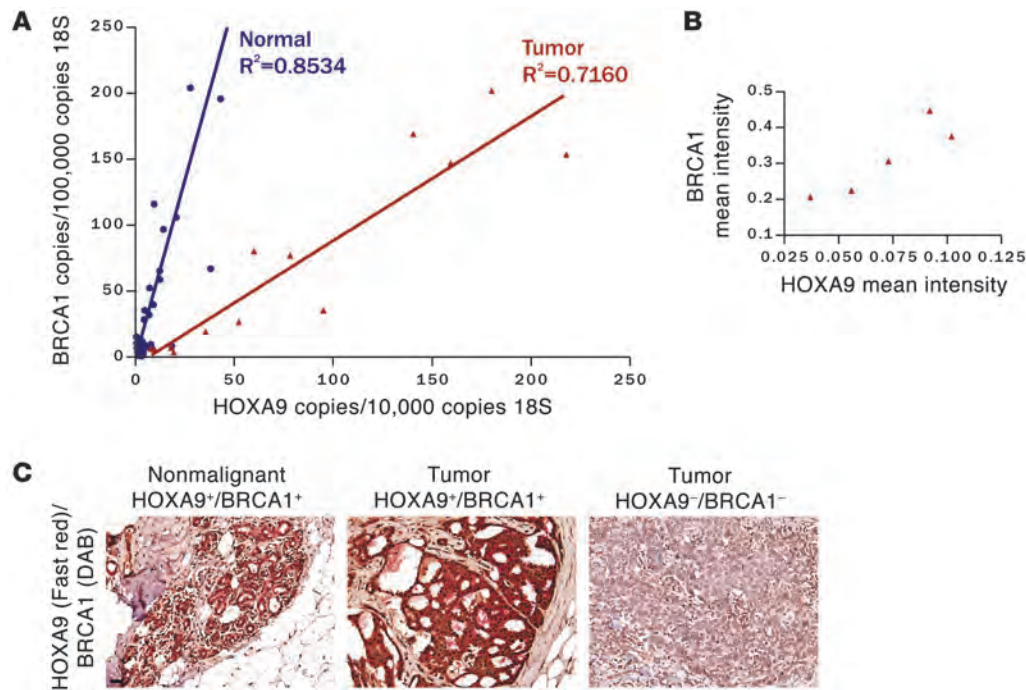 A
BRCA1 copies/100,000 copies 18S
250
200
150
100
50
0
0
50
100
150
200
250
HOXA9 copies/10,000 copies 18S
Normal
R²=0.8534
Tumor
R²=0.7160
B
BRCA1
mean intensity
0.5
0.4
0.3
0.2
0.1
0.025
0.050
0.075
0.100
0.125
HOXA9 mean intensity
C
HOXA9 (Fast red)/
BRCA1 (DAB)
Nonmalignant
HOXA9⁺/BRCA1⁺
Tumor
HOXA9⁺/BRCA1⁺
Tumor
HOXA9⁻/BRCA1⁻